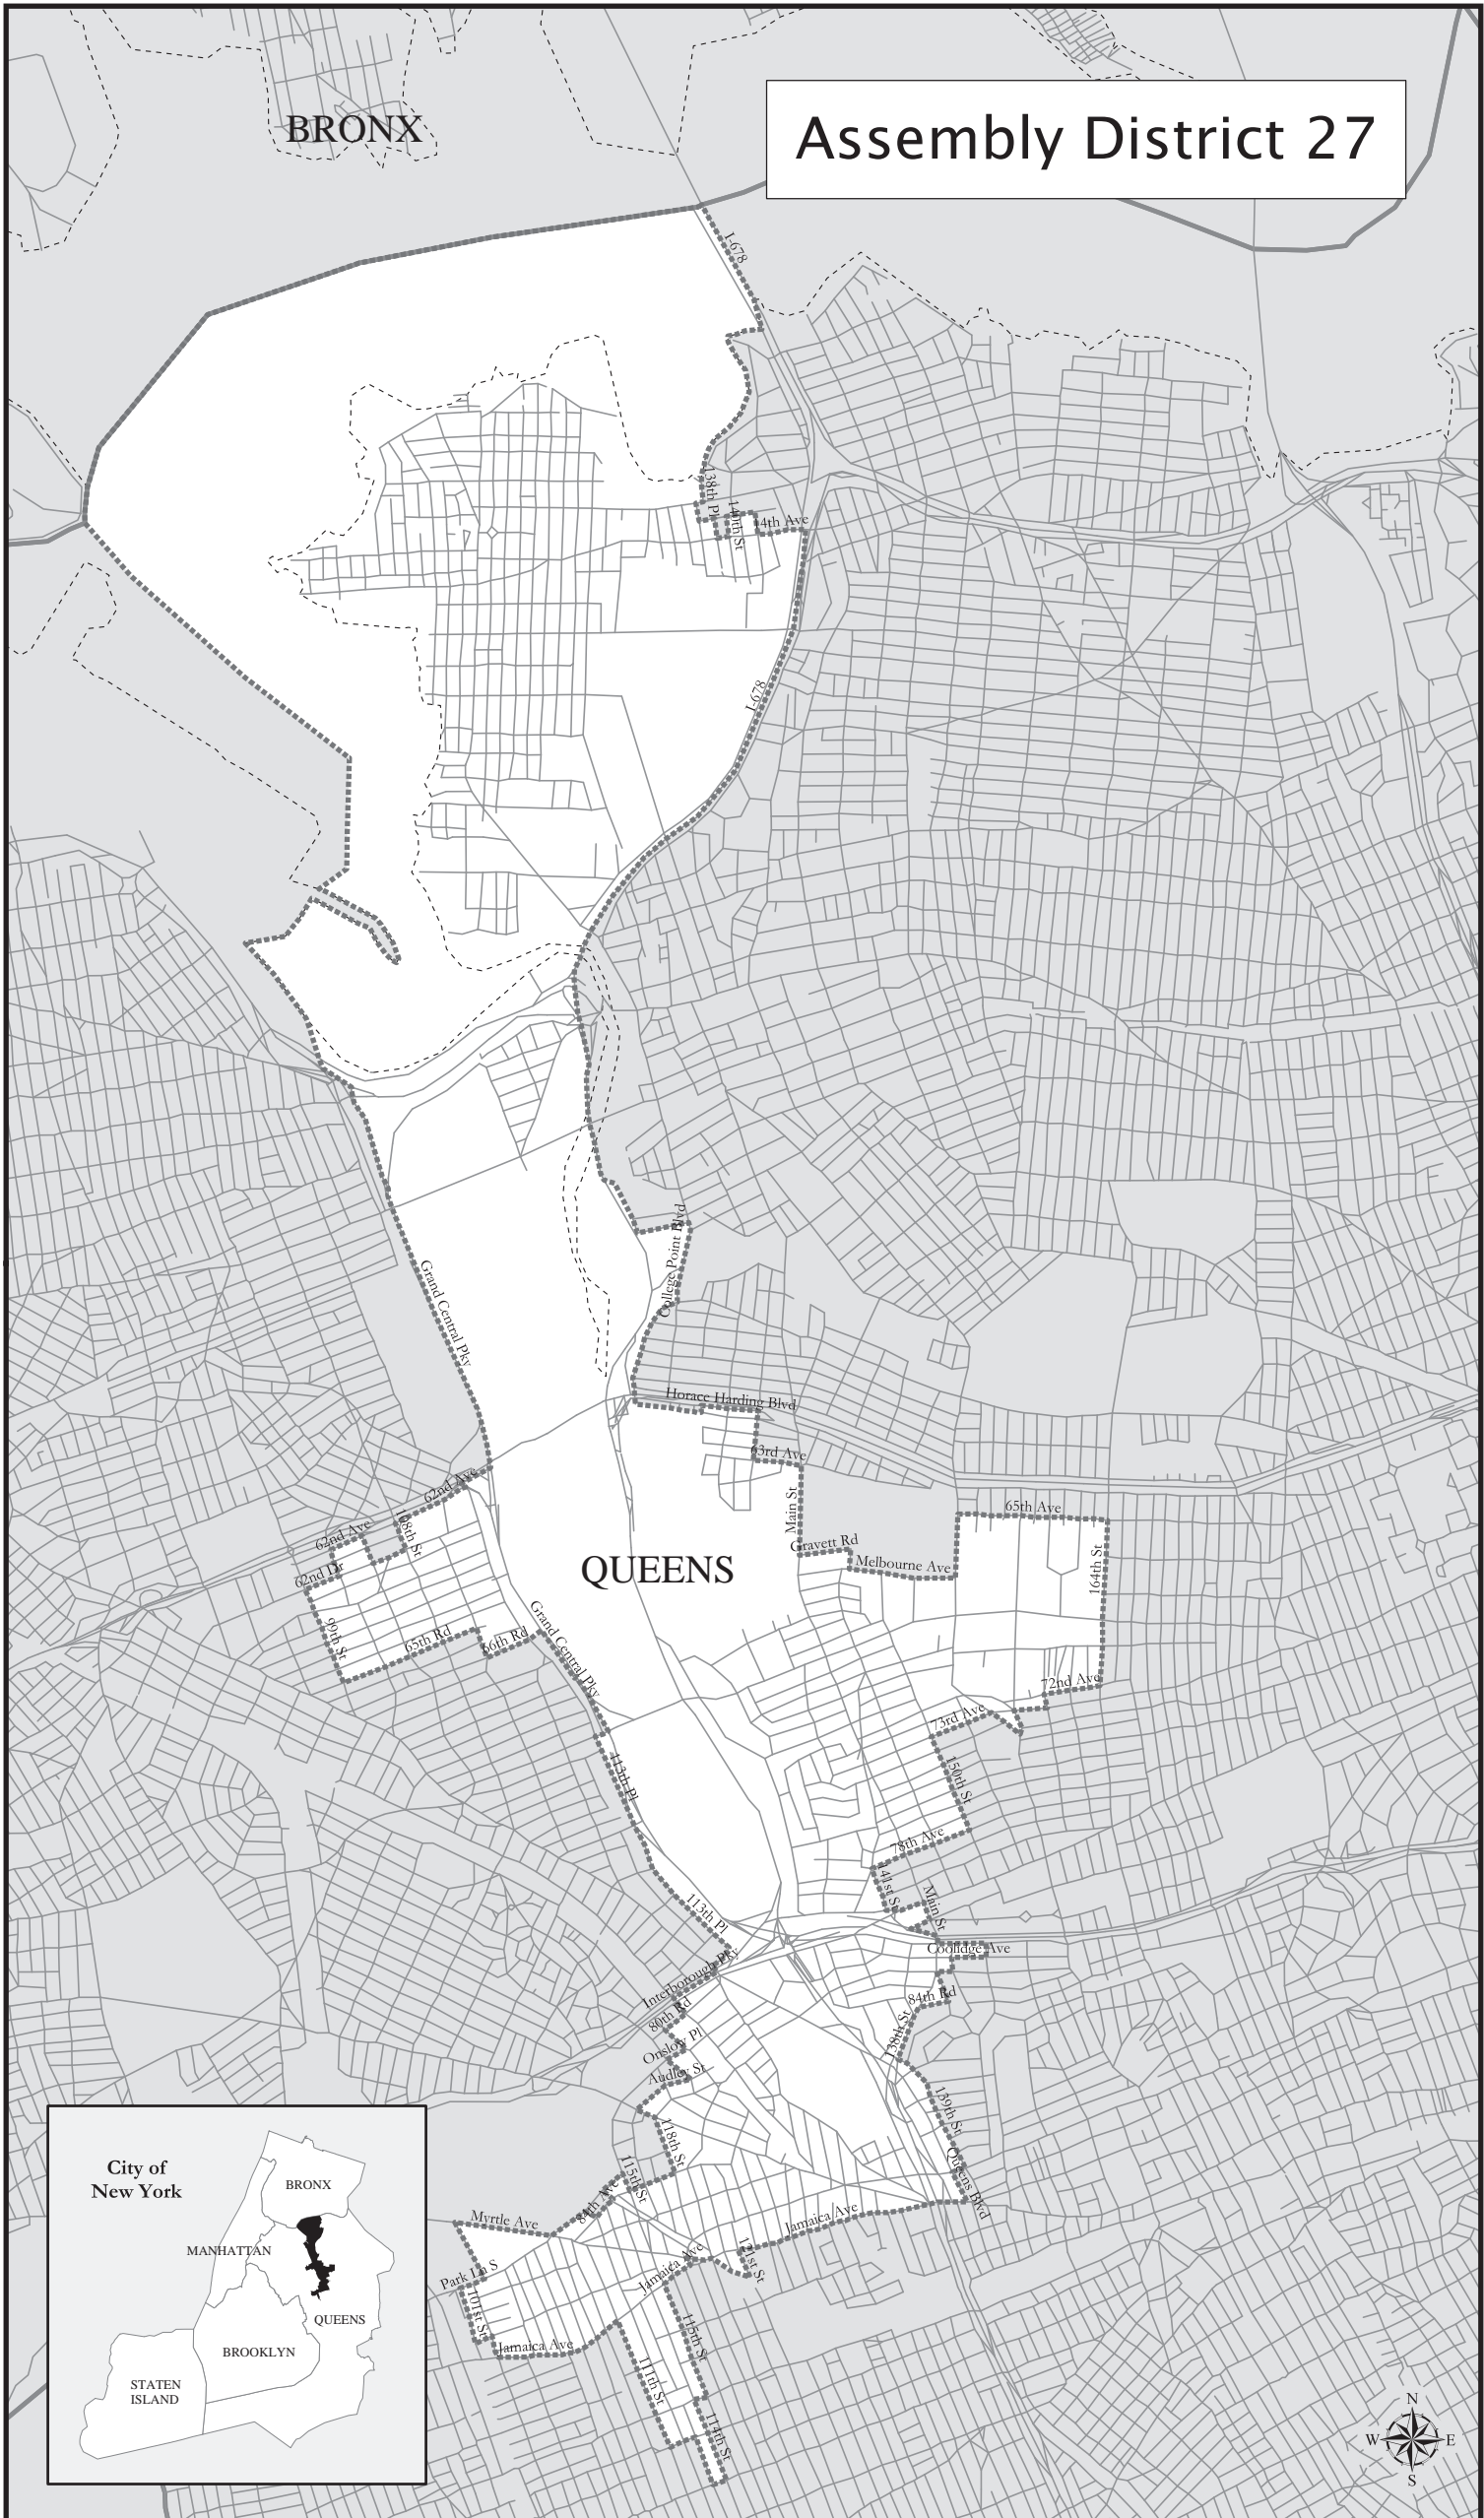 BRONX
Assembly District 27
I-678
138th Pl
140th St
4th Ave
I-678
College Point Blvd
Grand Central Pky
Horace Harding Blvd
63rd Ave
62nd Ave
Main St
65th Ave
108th St
62nd Ave
Gravett Rd
62nd Dr
QUEENS
Melbourne Ave
164th St
99th St
65th Rd
66th Rd
Grand Central Pky
72nd Ave
73rd Ave
113th Pl
150th St
78th Ave
141st St
Main St
113th Pl
Coolidge Ave
Interborough Pky
84th Rd
80th Rd
138th St
Onslow Pl
Audley St
139th St
118th St
115th St
Queens Blvd
84th Ave
Myrtle Ave
Jamaica Ave
121st St
Jamaica Ave
Park Ln S
101st St
115th St
Jamaica Ave
111th St
114th St
City of
New York
BRONX
MANHATTAN
QUEENS
BROOKLYN
STATEN
ISLAND
N
W
E
S